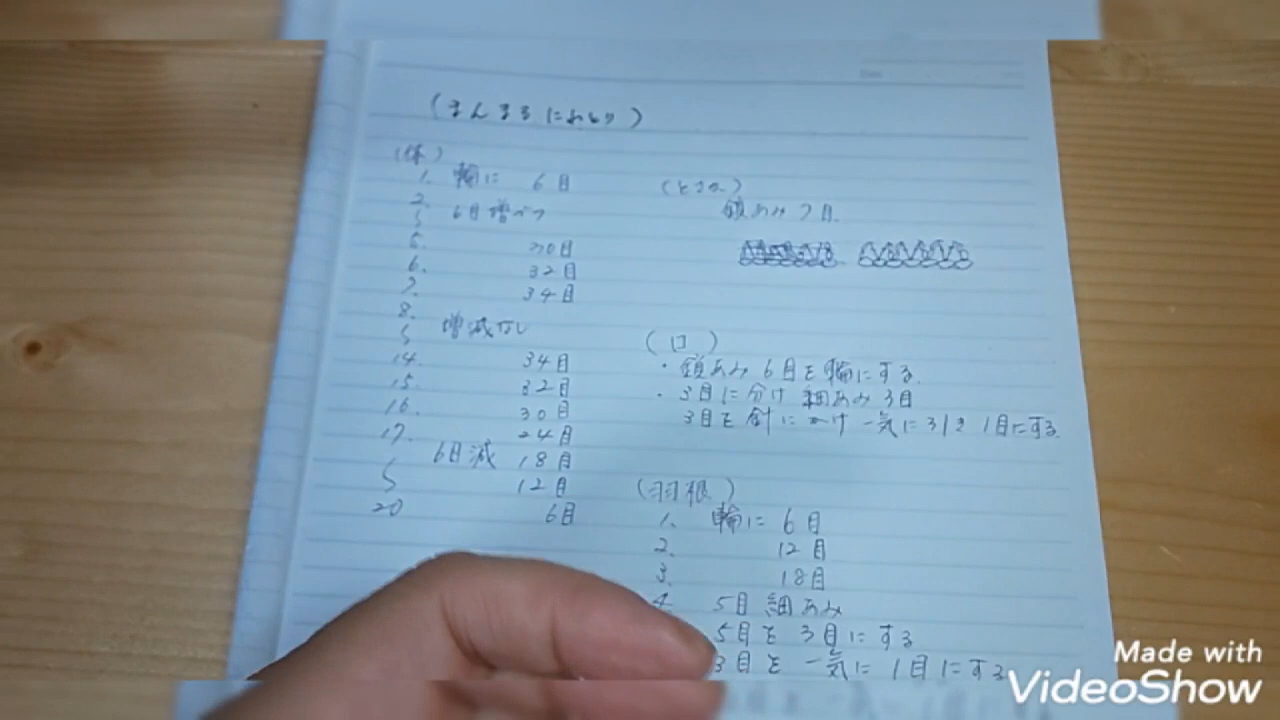 (まんまるにわとり)
(体)
1. 輪に 6目
2.
〜 6目増べつ
5. 30目
6. 32目
7. 34目
8.
〜 増減なし
14. 34目
15. 32目
16. 30目
17. 24目
6目減 18目
〜 12目
20 6目
(とさか)
鎖あみ 7目
(口)
・鎖あみ 6目を輪にする
・3目に分け 細あみ 3目
3目を針にかけ 一気に引き 1目にする
(羽根)
1. 輪に 6目
2. 12目
3. 18目
4 5目 細あみ
5目を 3目にする
3目を 一気に 1目にする
Made with
VideoShow